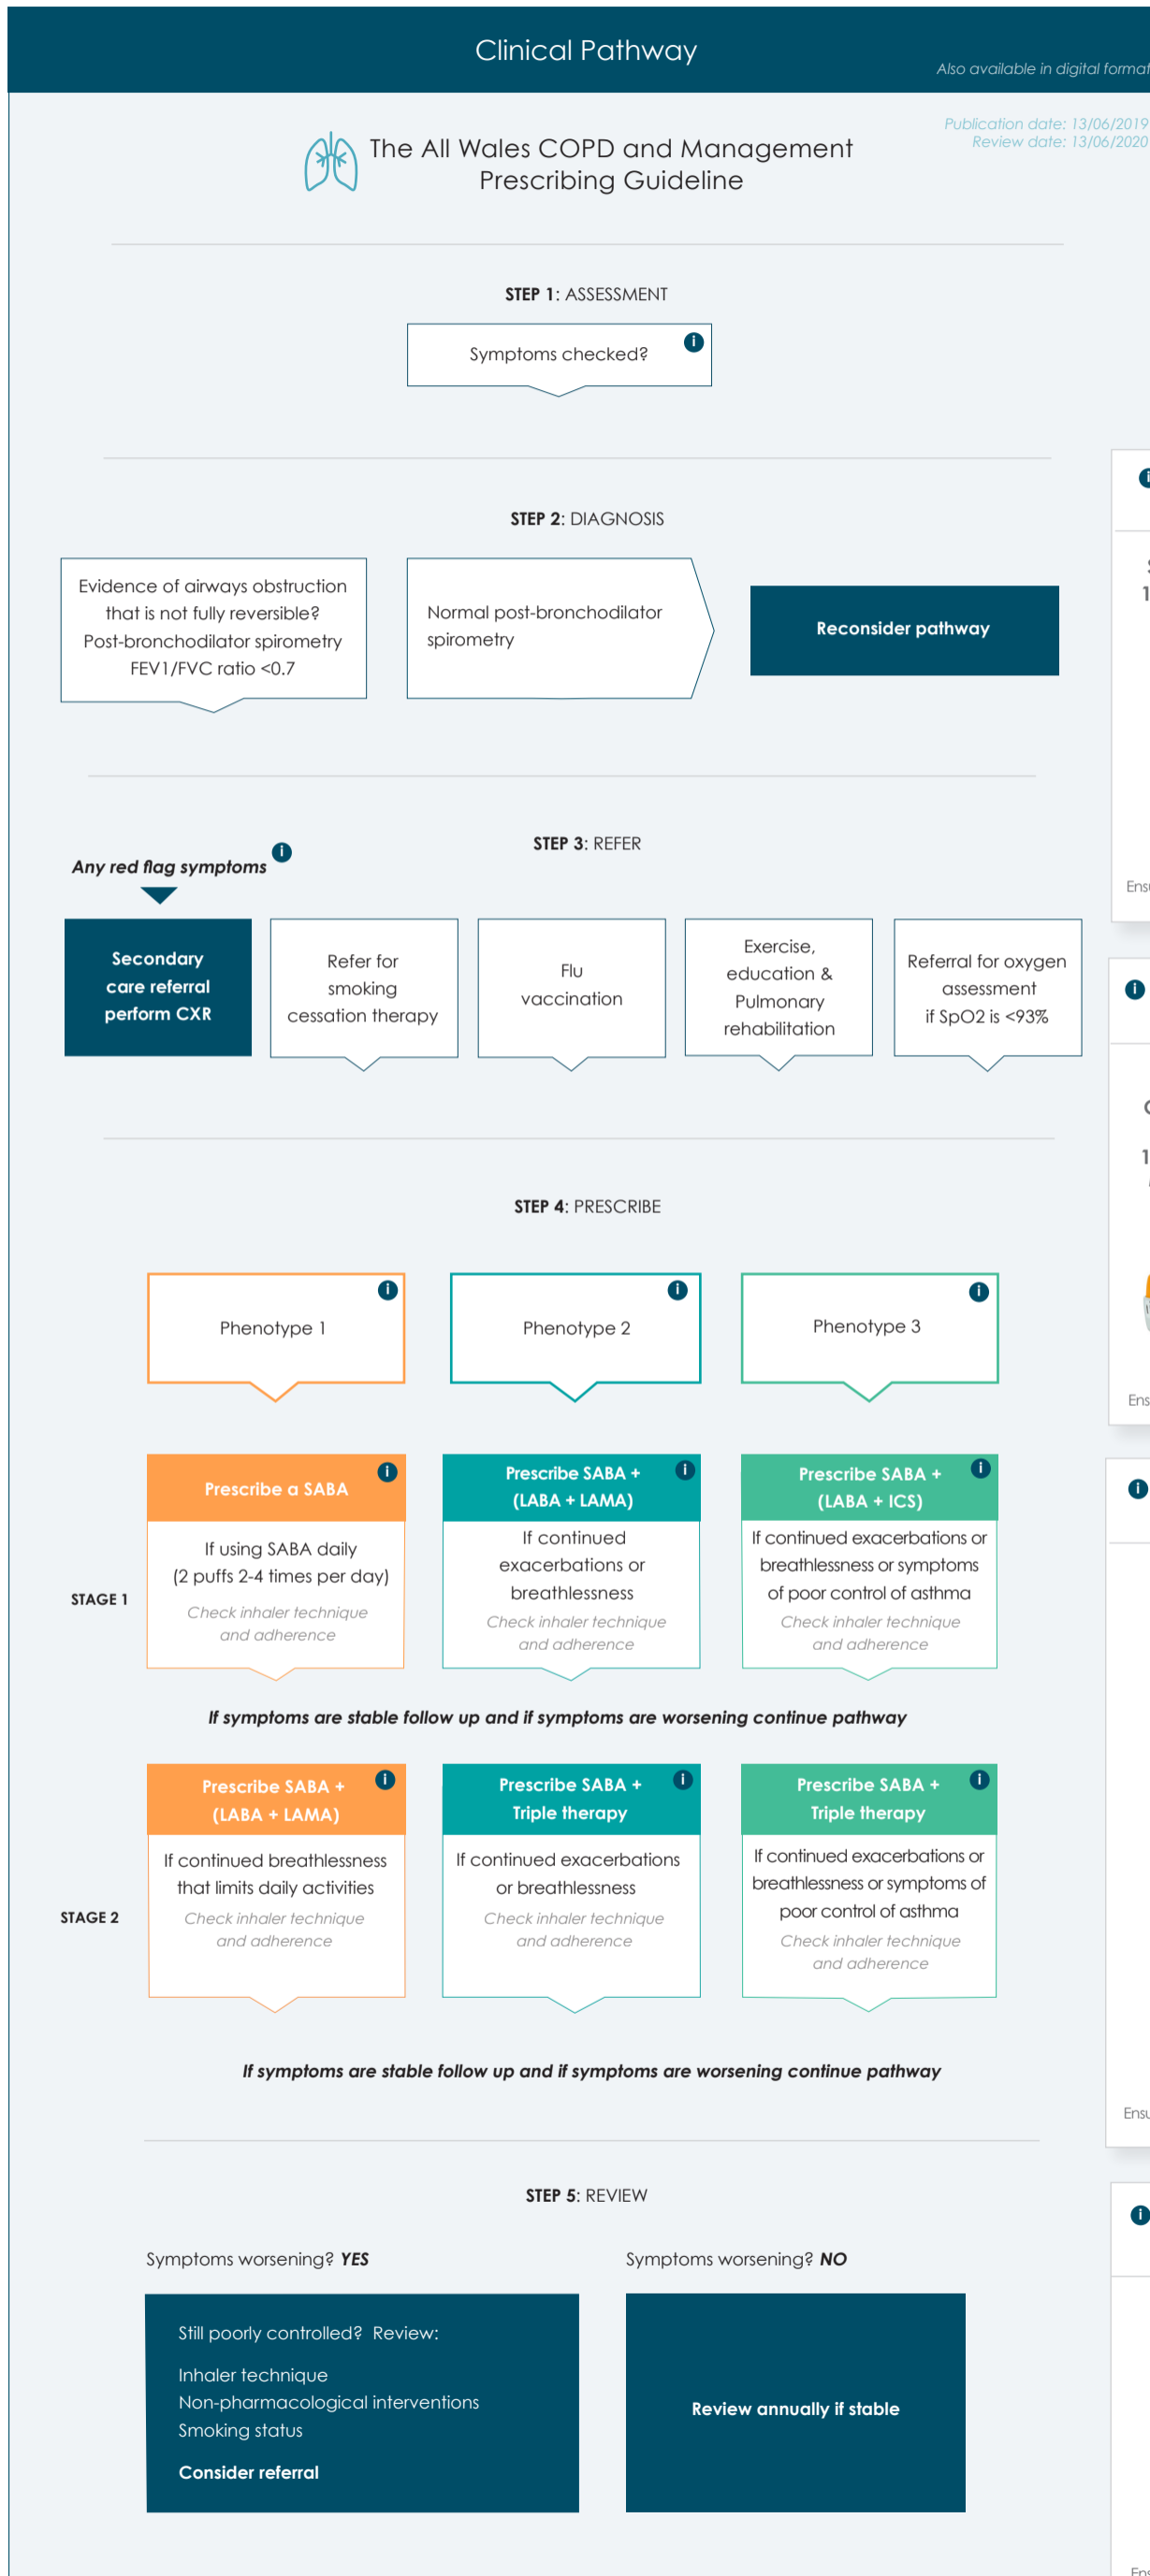 Clinical Pathway
Also available in digital format
Publication date: 13/06/2019
Review date: 13/06/2020
The All Wales COPD and Management
Prescribing Guideline
STEP 1: ASSESSMENT
Symptoms checked?
i
STEP 2: DIAGNOSIS
Evidence of airways obstruction
that is not fully reversible?
Post-bronchodilator spirometry
FEV1/FVC ratio <0.7
Normal post-bronchodilator
spirometry
Reconsider pathway
STEP 3: REFER
Any red flag symptoms
i
Secondary
care referral
perform CXR
Refer for
smoking
cessation therapy
Flu
vaccination
Exercise,
education &
Pulmonary
rehabilitation
Referral for oxygen
assessment
if SpO2 is <93%
STEP 4: PRESCRIBE
Phenotype 1
i
Phenotype 2
i
Phenotype 3
i
STAGE 1
Prescribe a SABA
i
If using SABA daily
(2 puffs 2-4 times per day)
Check inhaler technique
and adherence
Prescribe SABA +
(LABA + LAMA)
i
If continued
exacerbations or
breathlessness
Check inhaler technique
and adherence
Prescribe SABA +
(LABA + ICS)
i
If continued exacerbations or
breathlessness or symptoms
of poor control of asthma
Check inhaler technique
and adherence
If symptoms are stable follow up and if symptoms are worsening continue pathway
STAGE 2
Prescribe SABA +
(LABA + LAMA)
i
If continued breathlessness
that limits daily activities
Check inhaler technique
and adherence
Prescribe SABA +
Triple therapy
i
If continued exacerbations
or breathlessness
Check inhaler technique
and adherence
Prescribe SABA +
Triple therapy
i
If continued exacerbations or
breathlessness or symptoms of
poor control of asthma
Check inhaler technique
and adherence
If symptoms are stable follow up and if symptoms are worsening continue pathway
STEP 5: REVIEW
Symptoms worsening? YES
Still poorly controlled? Review:
Inhaler technique
Non-pharmacological interventions
Smoking status
Consider referral
Symptoms worsening? NO
Review annually if stable